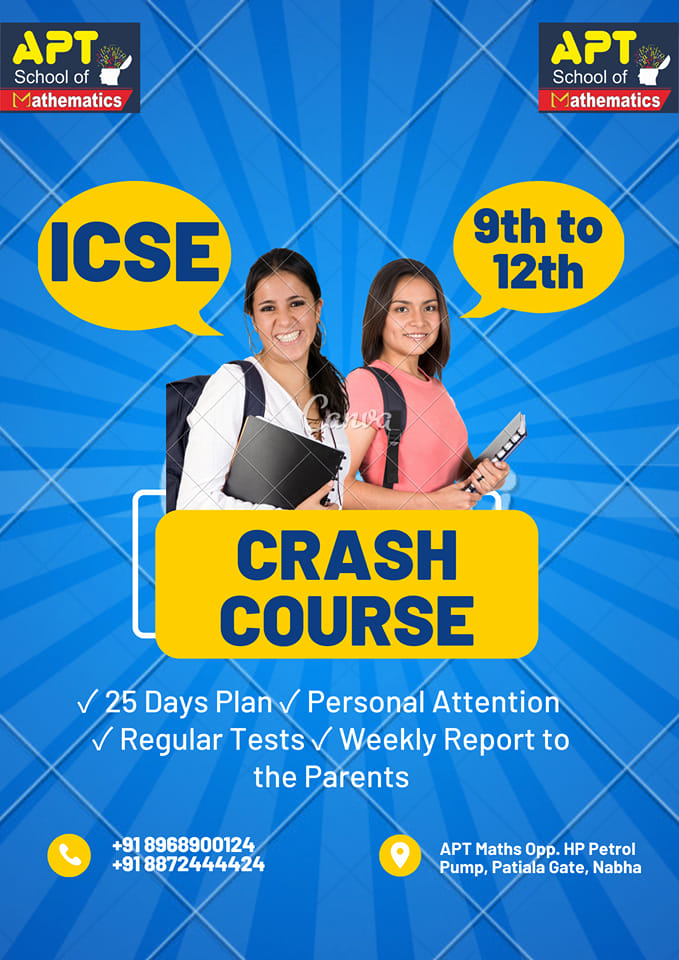 APT
School of
Mathematics
APT
School of
Mathematics
ICSE
9th to
12th
Canva
CRASH
COURSE
✓ 25 Days Plan ✓ Personal Attention
✓ Regular Tests ✓ Weekly Report to
the Parents
+91 8968900124
+91 8872444424
APT Maths Opp. HP Petrol
Pump, Patiala Gate, Nabha